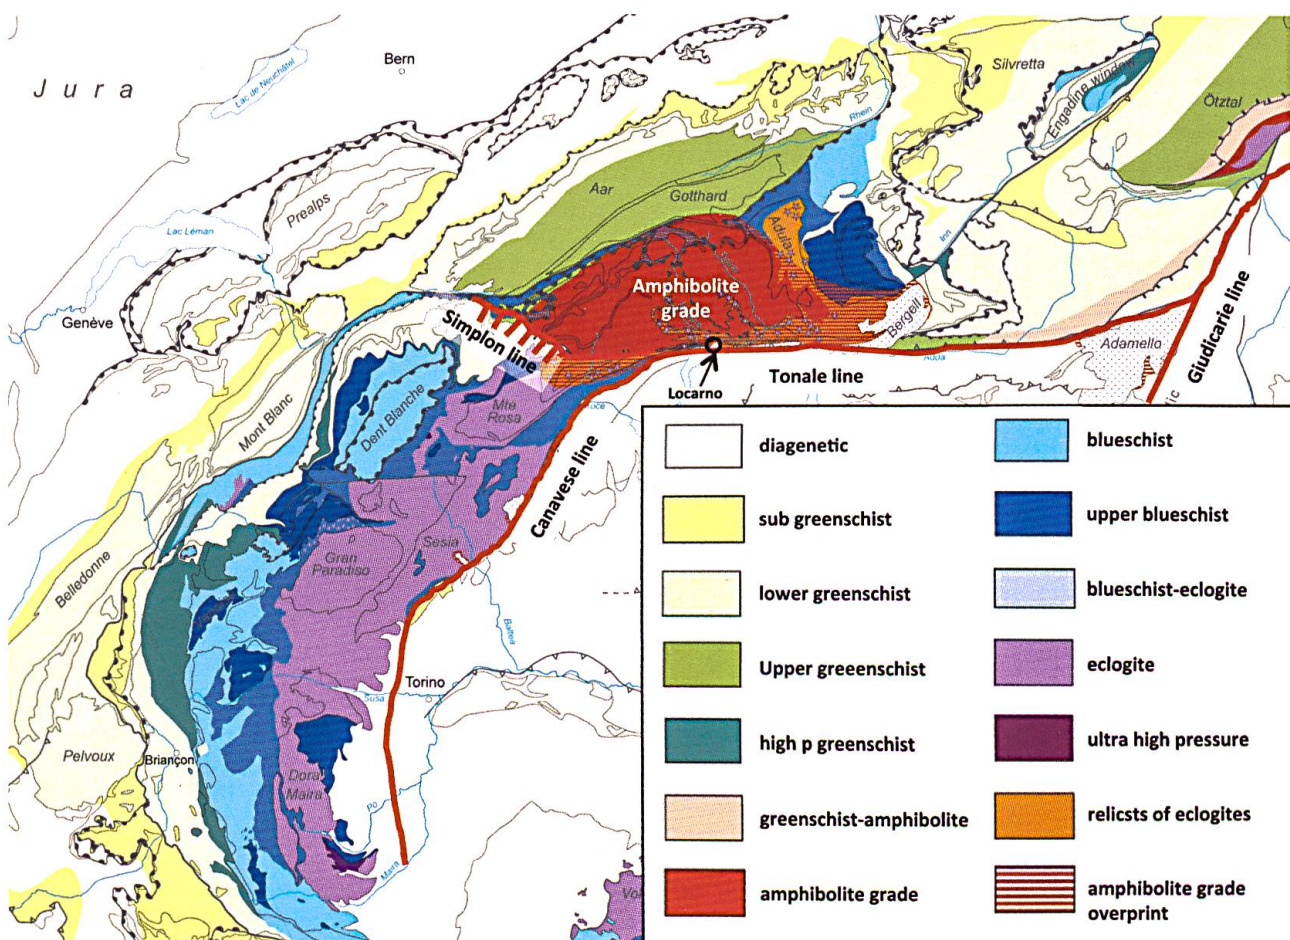 Jura
Bern
Lac de Neuchâtel
Silvretta
Engadine window
Ötztal
Rhein
Prealps
Aar
Gotthard
Lac Léman
Adula
Inn
Genève
Amphibolite
grade
Simplon line
Bergell
Giudicarie line
Adamello
Adda
Tonale line
Locarno
Mont Blanc
Dent Blanche
Mte
Rosa
Canavese line
Sesia
Gran
Paradiso
Belledonne
Baltea
Torino
Susa
Pelvoux
Briançon
Dora
Maira
Po
Maira
Vo
diagenetic
sub greenschist
lower greenschist
Upper greeenschist
high p greenschist
greenschist-amphibolite
amphibolite grade
blueschist
upper blueschist
blueschist-eclogite
eclogite
ultra high pressure
relicsts of eclogites
amphibolite grade
overprint